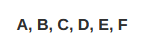 A, B, C, D, E, F